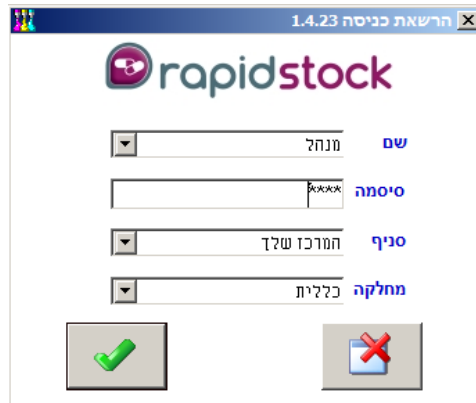 הרשאת כניסה 1.4.23
rapidstock
שם מנהל
סיסמה ****
סניף המרכז שלך
מחלקה כללית